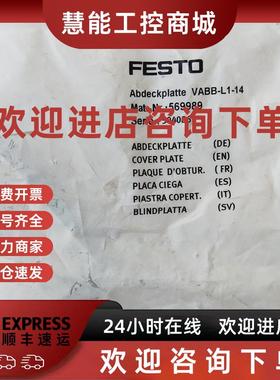 慧能工控商城
FESTO
Abdeckplatte VABB-L1-14
Mat.-Nr.:569989
欢迎进店咨询下单
ABDECKPLATTE (DE)
COVER PLATE (EN)
PLAQUE D'OBTUR. (FR)
PLACA CIEGA (ES)
PIASTRA COPERT. (IT)
BLINDPLATTA (SV)
费开票
号齐全
力商家
仓速发
EXPRESS
顺丰速运
24小时在线 欢迎进店
欢迎咨询下单